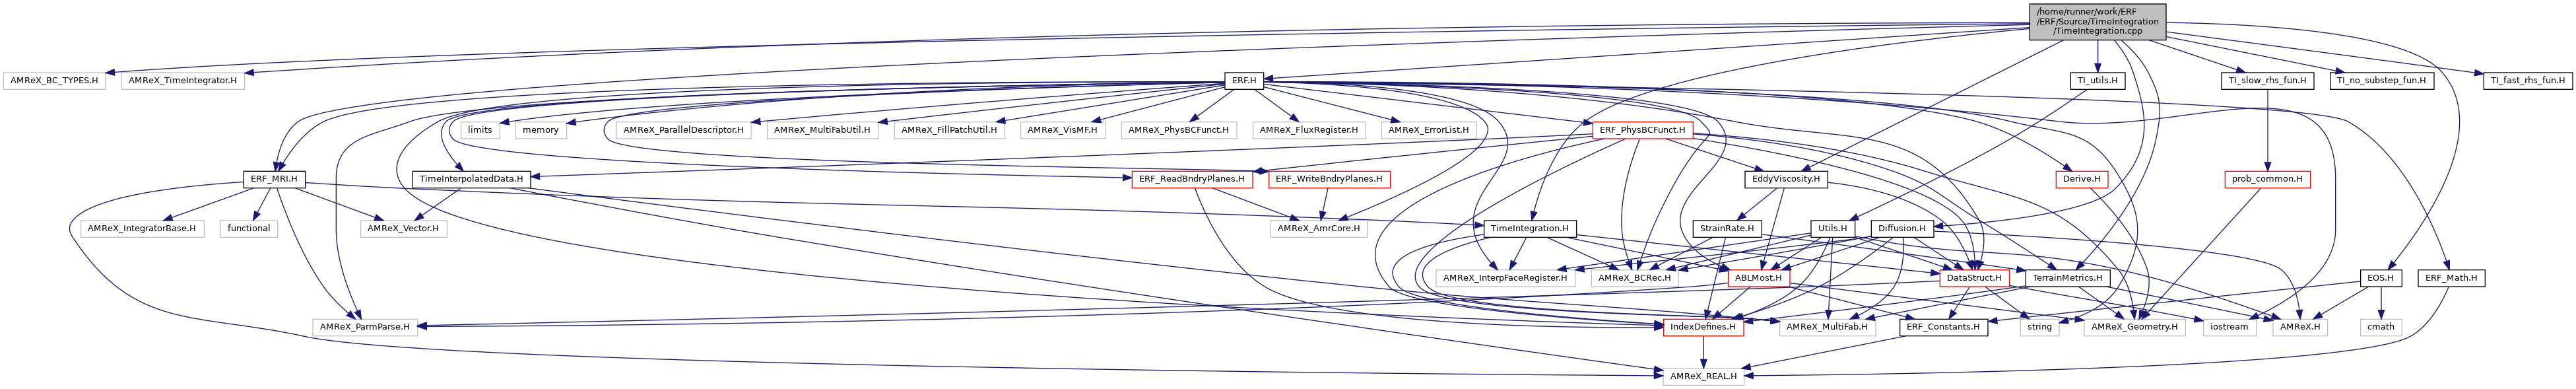 /home/runner/work/ERF
/ERF/Source/TimeIntegration
/TimeIntegration.cpp
AMReX_BC_TYPES.H
AMReX_TimeIntegrator.H
ERF.H
TI_utils.H
TI_slow_rhs_fun.H
TI_no_substep_fun.H
TI_fast_rhs_fun.H
limits
memory
AMReX_ParallelDescriptor.H
AMReX_MultiFabUtil.H
AMReX_FillPatchUtil.H
AMReX_VisMF.H
AMReX_PhysBCFunct.H
AMReX_FluxRegister.H
AMReX_ErrorList.H
ERF_PhysBCFunct.H
ERF_MRI.H
TimeInterpolatedData.H
ERF_ReadBndryPlanes.H
ERF_WriteBndryPlanes.H
EddyViscosity.H
Derive.H
prob_common.H
AMReX_IntegratorBase.H
functional
AMReX_Vector.H
AMReX_AmrCore.H
TimeIntegration.H
StrainRate.H
Utils.H
Diffusion.H
AMReX_InterpFaceRegister.H
AMReX_BCRec.H
ABLMost.H
DataStruct.H
TerrainMetrics.H
EOS.H
ERF_Math.H
AMReX_ParmParse.H
IndexDefines.H
AMReX_MultiFab.H
ERF_Constants.H
string
AMReX_Geometry.H
iostream
AMReX.H
cmath
AMReX_REAL.H